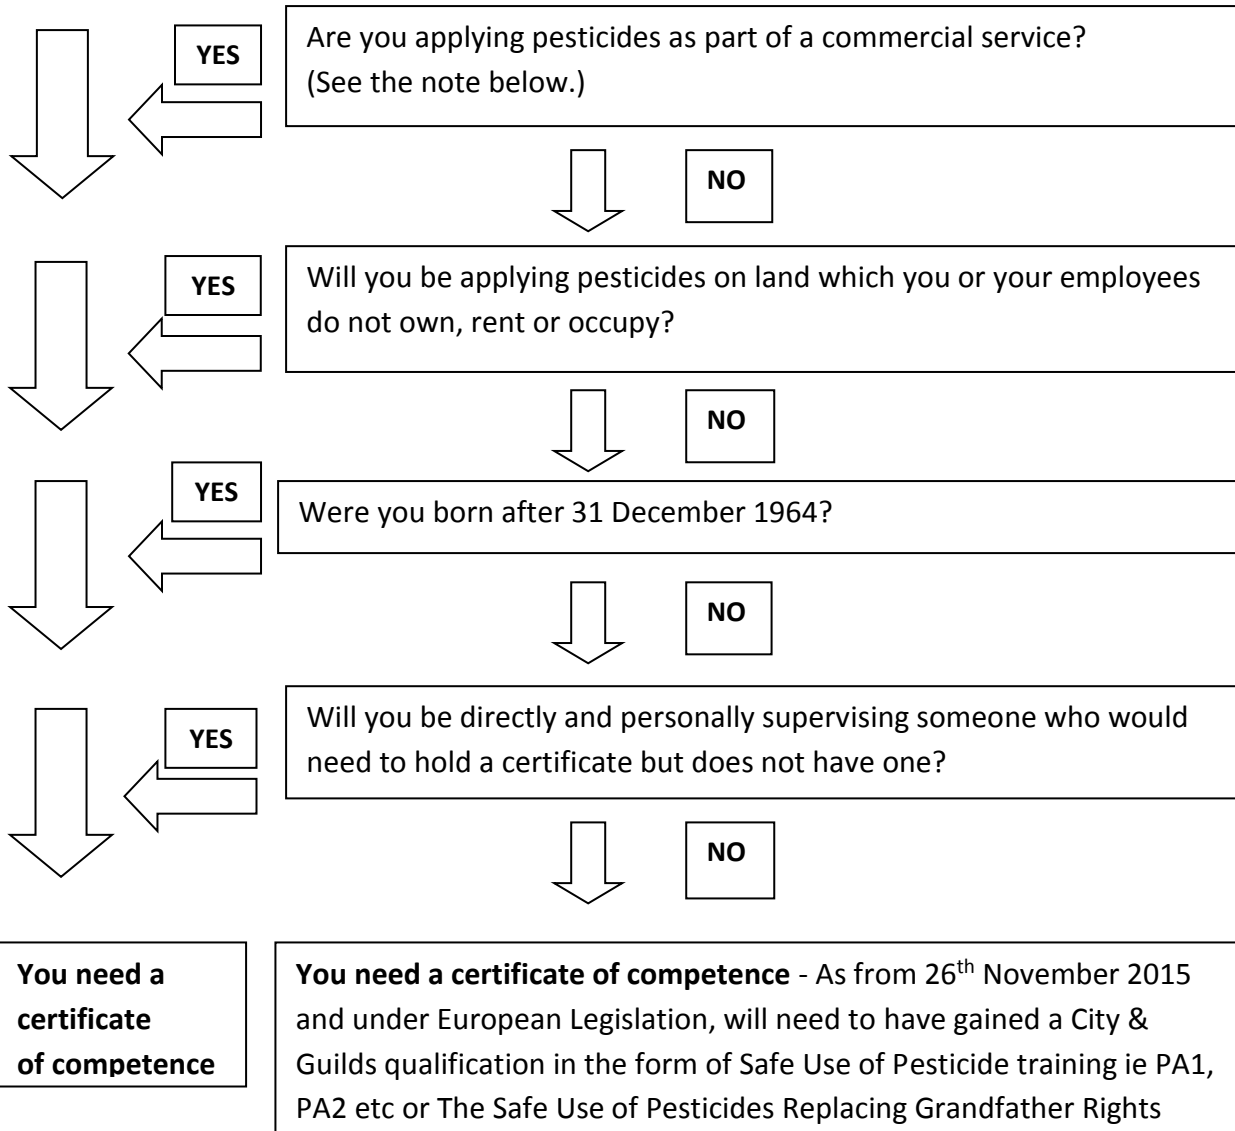 YES
Are you applying pesticides as part of a commercial service?
(See the note below.)
NO
YES
Will you be applying pesticides on land which you or your employees
do not own, rent or occupy?
NO
YES
Were you born after 31 December 1964?
NO
YES
Will you be directly and personally supervising someone who would
need to hold a certificate but does not have one?
NO
You need a
certificate
of competence
You need a certificate of competence - As from 26th November 2015
and under European Legislation, will need to have gained a City &
Guilds qualification in the form of Safe Use of Pesticide training ie PA1,
PA2 etc or The Safe Use of Pesticides Replacing Grandfather Rights